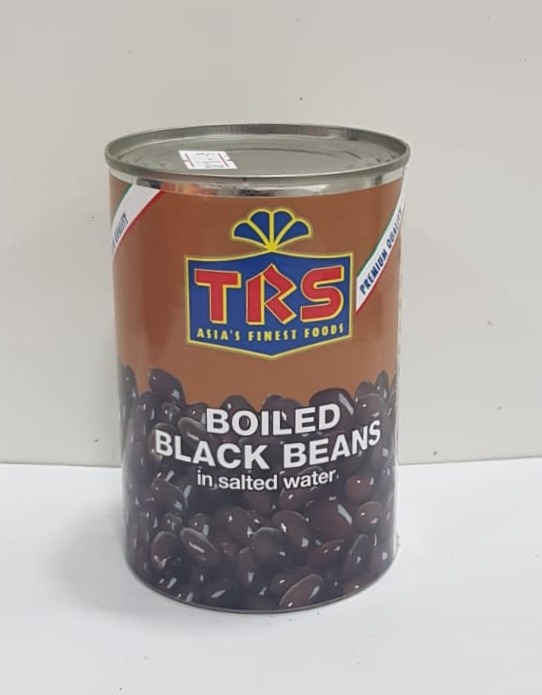 TRS
ASIA'S FINEST FOODS
PREMIUM QUALITY
BOILED
BLACK BEANS
in salted water